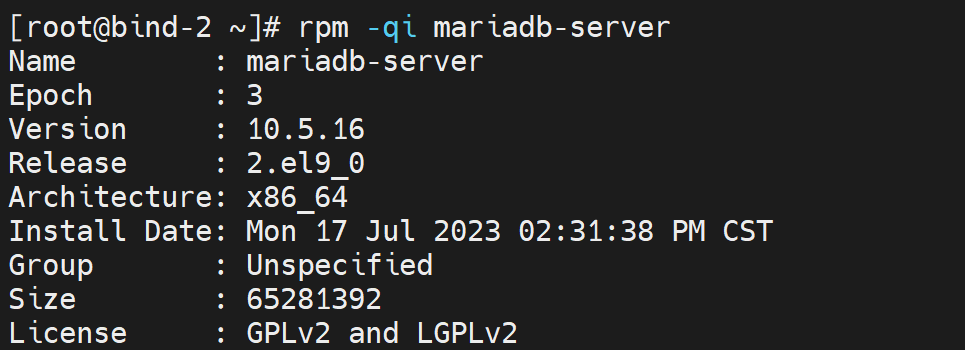 [root@bind-2 ~]# rpm -qi mariadb-server
Name        : mariadb-server
Epoch       : 3
Version     : 10.5.16
Release     : 2.el9_0
Architecture: x86_64
Install Date: Mon 17 Jul 2023 02:31:38 PM CST
Group       : Unspecified
Size        : 65281392
License     : GPLv2 and LGPLv2